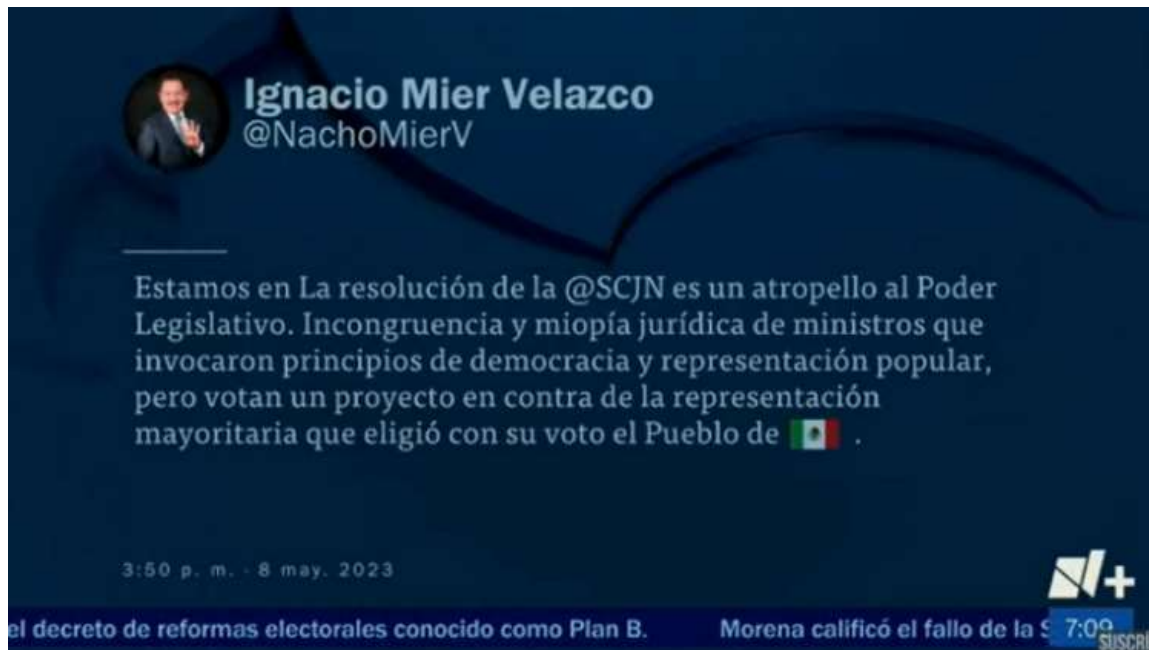 Ignacio Mier Velazco
@NachoMierV
Estamos en La resolución de la @SCJN es un atropello al Poder
Legislativo. Incongruencia y miopía jurídica de ministros que
invocaron principios de democracia y representación popular,
pero votan un proyecto en contra de la representación
mayoritaria que eligió con su voto el Pueblo de 🇲🇽 .
3:50 p. m. · 8 may. 2023
N+
el decreto de reformas electorales conocido como Plan B. Morena calificó el fallo de la S 7:09
SUSCRÍ